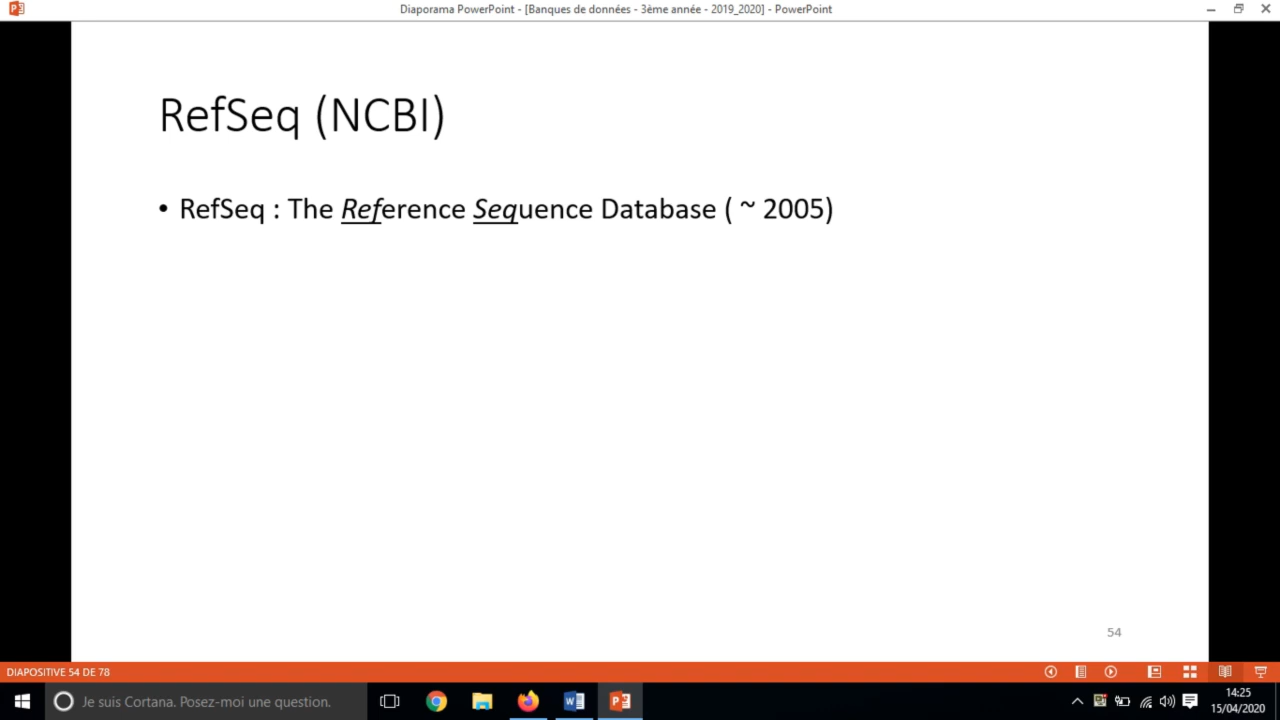 Diaporama PowerPoint - [Banques de données - 3ème année - 2019_2020] - PowerPoint
RefSeq (NCBI)
• RefSeq : The Reference Sequence Database ( ~ 2005)
54
DIAPOSITIVE 54 DE 78
Je suis Cortana. Posez-moi une question.
14:25
15/04/2020